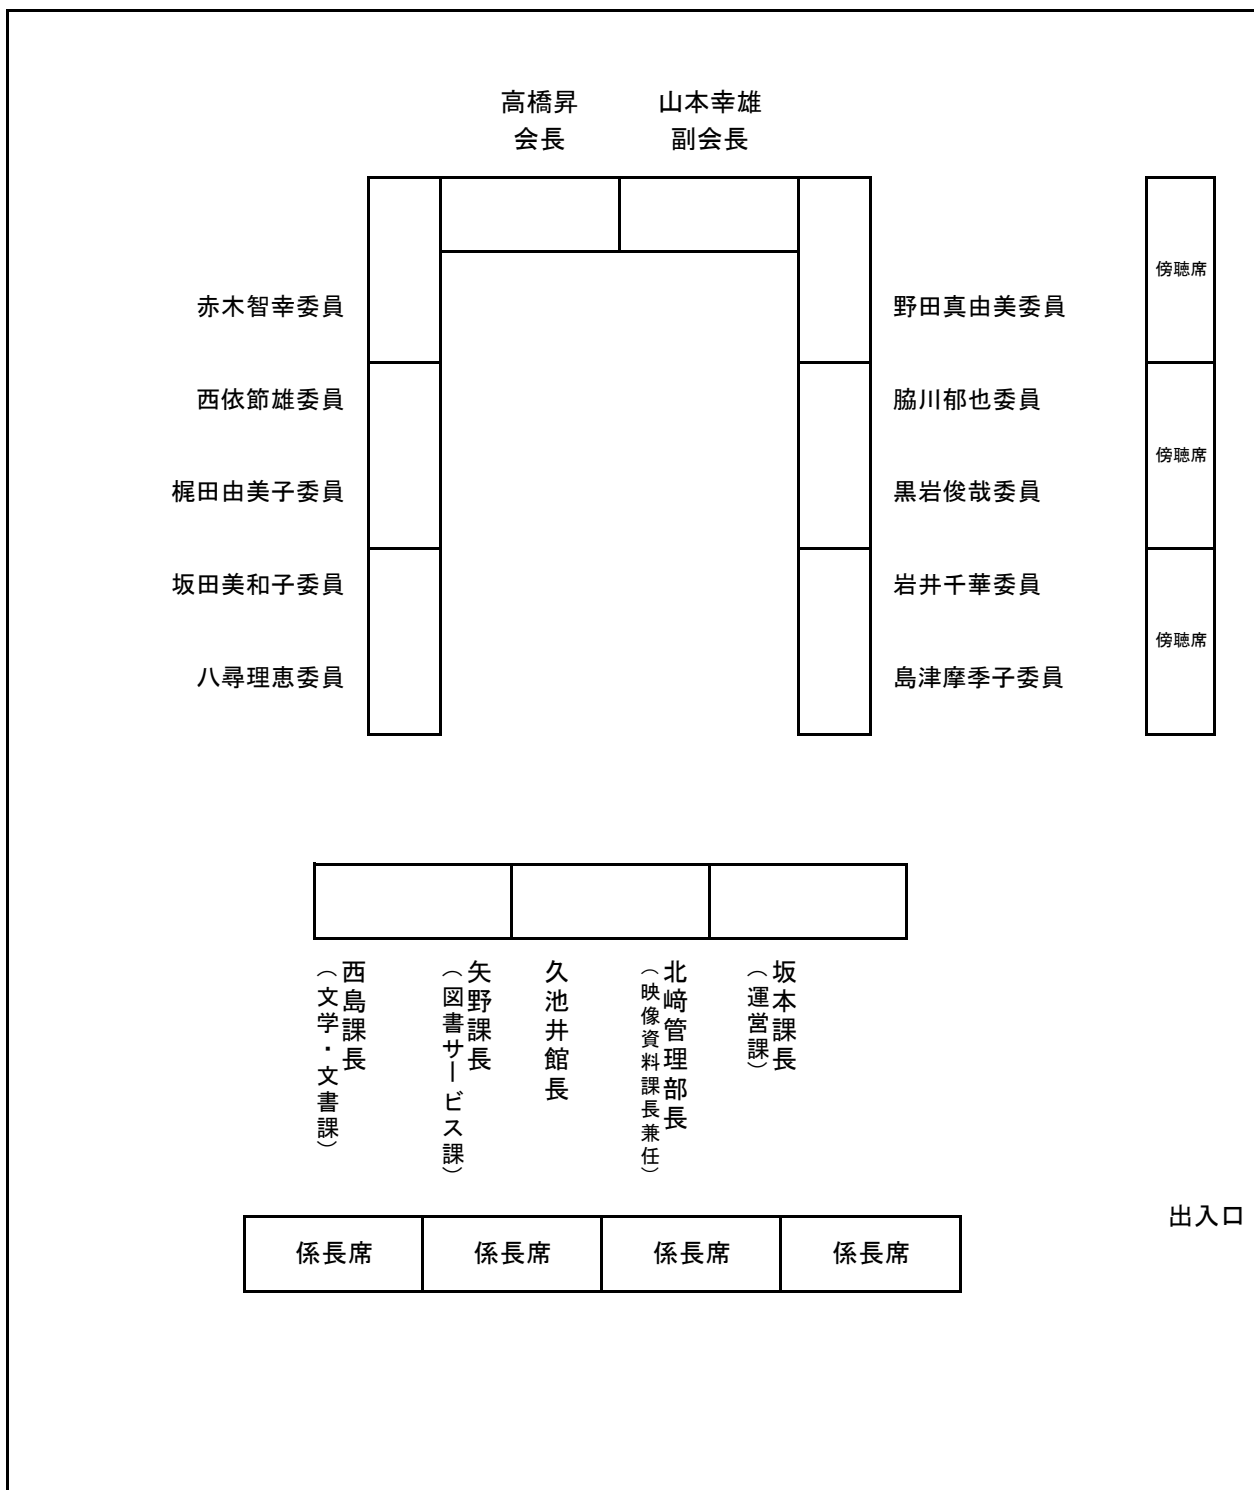 高橋昇
会長
山本幸雄
副会長
赤木智幸委員
西依節雄委員
梶田由美子委員
坂田美和子委員
八尋理恵委員
野田真由美委員
脇川郁也委員
黒岩俊哉委員
岩井千華委員
島津摩季子委員
傍聴席
傍聴席
傍聴席
西島課長
（文学・文書課）
矢野課長
（図書サービス課）
久池井館長
北﨑管理部長
（映像資料課長兼任）
坂本課長
（運営課）
出入口
係長席
係長席
係長席
係長席